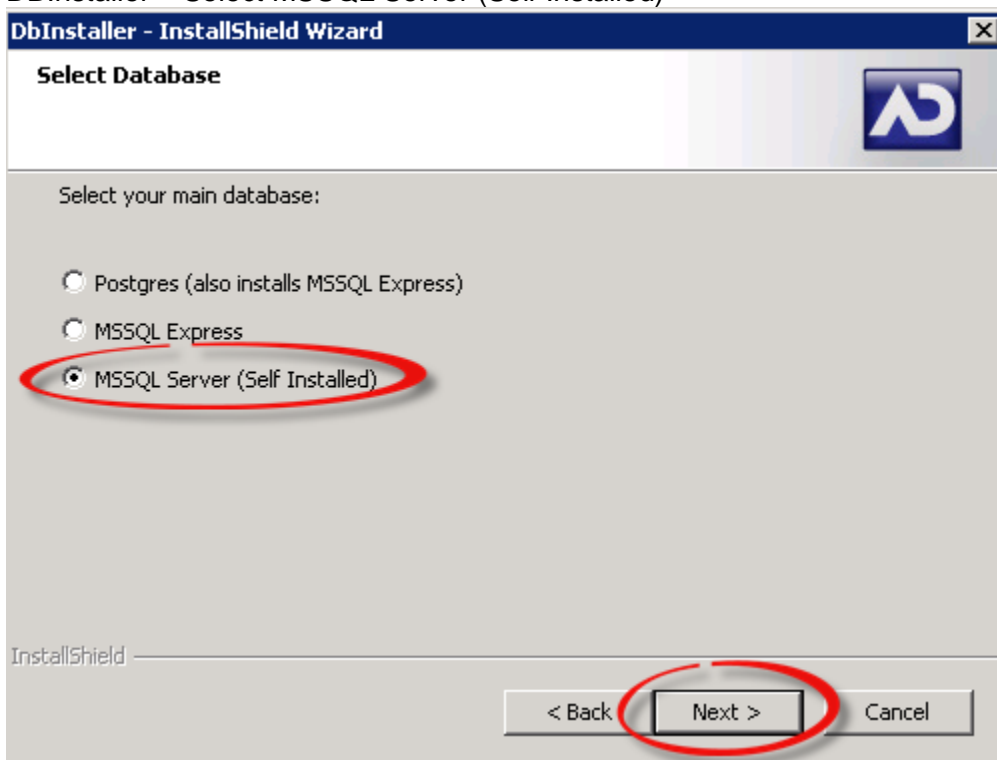 DbInstaller - InstallShield Wizard
Select Database
AD
Select your main database:
Postgres (also installs MSSQL Express)
MSSQL Express
MSSQL Server (Self Installed)
InstallShield
< Back Next > Cancel